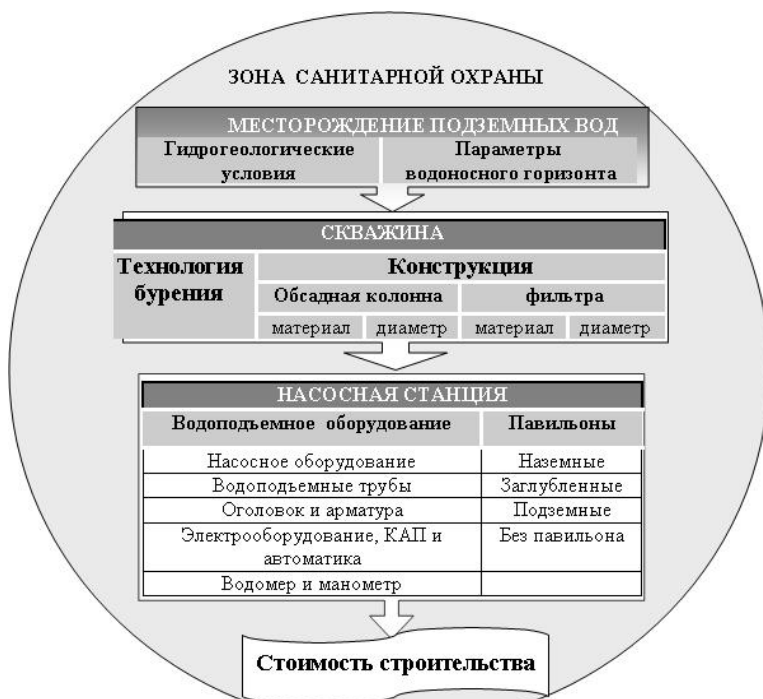 ЗОНА САНИТАРНОЙ ОХРАНЫ
МЕСТОРОЖДЕНИЕ ПОДЗЕМНЫХ ВОД
Гидрогеологические
условия
Параметры
водоносного горизонта
СКВАЖИНА
Технология
бурения
Конструкция
Обсадная колонна
фильтра
материал
диаметр
материал
диаметр
НАСОСНАЯ СТАНЦИЯ
Водоподъемное оборудование
Павильоны
Насосное оборудование
Наземные
Водоподъемные трубы
Заглубленные
Оголовок и арматура
Подземные
Электрооборудование, КАП и
автоматика
Без павильона
Водомер и манометр
Стоимость строительства